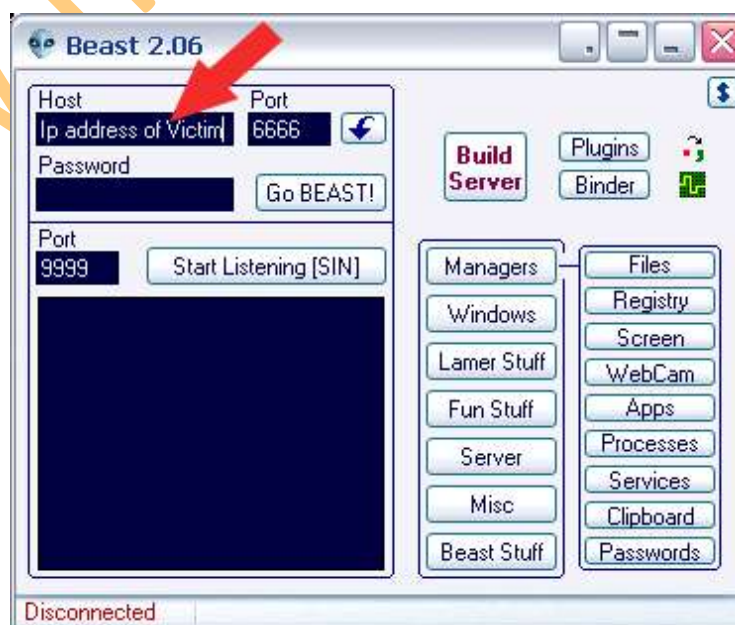 Beast 2.06
Host Port
Ip address of Victim 6666
Password
Go BEAST!
Port
9999 Start Listening [SIN]
Build
Server
Plugins
Binder
Managers
Windows
Lamer Stuff
Fun Stuff
Server
Misc
Beast Stuff
Files
Registry
Screen
WebCam
Apps
Processes
Services
Clipboard
Passwords
Disconnected